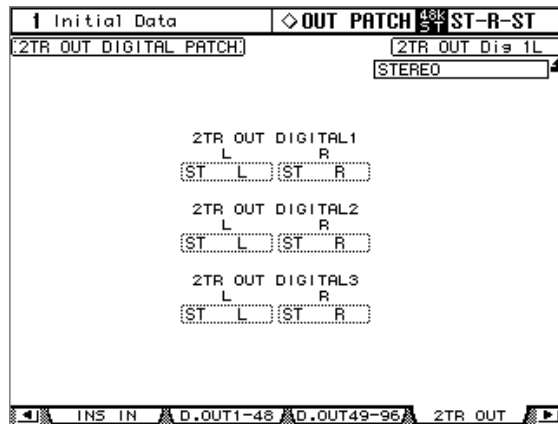 1 Initial Data ◇OUT PATCH 48K ST ST-R-ST
2TR OUT DIGITAL PATCH 2TR OUT Dig 1L
STEREO
2TR OUT DIGITAL1
L R
ST L ST R
2TR OUT DIGITAL2
L R
ST L ST R
2TR OUT DIGITAL3
L R
ST L ST R
INS IN D.OUT1-48 D.OUT49-96 2TR OUT